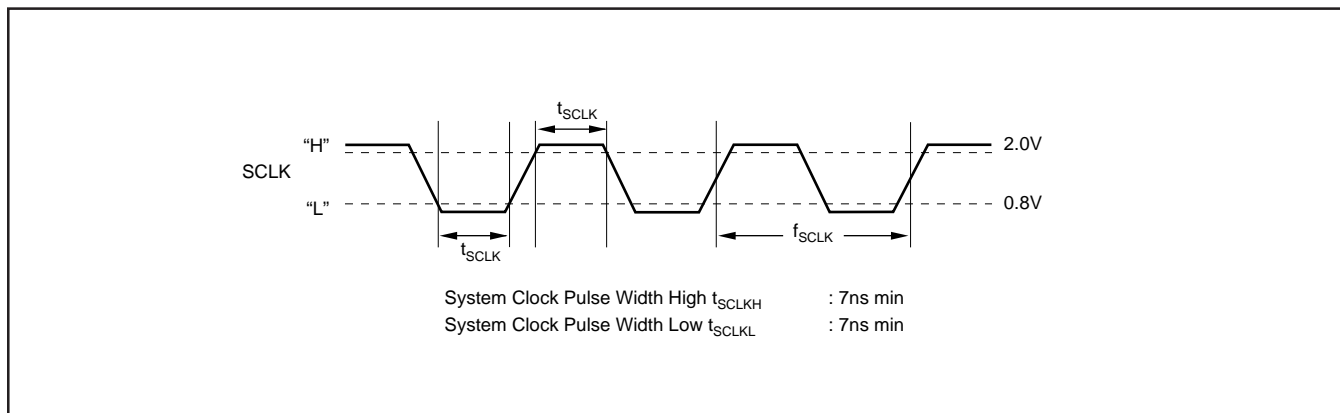 tSCLK
“H” 2.0V
SCLK
“L” 0.8V
fSCLK
tSCLK
System Clock Pulse Width High tSCLKH : 7ns min
System Clock Pulse Width Low tSCLKL : 7ns min